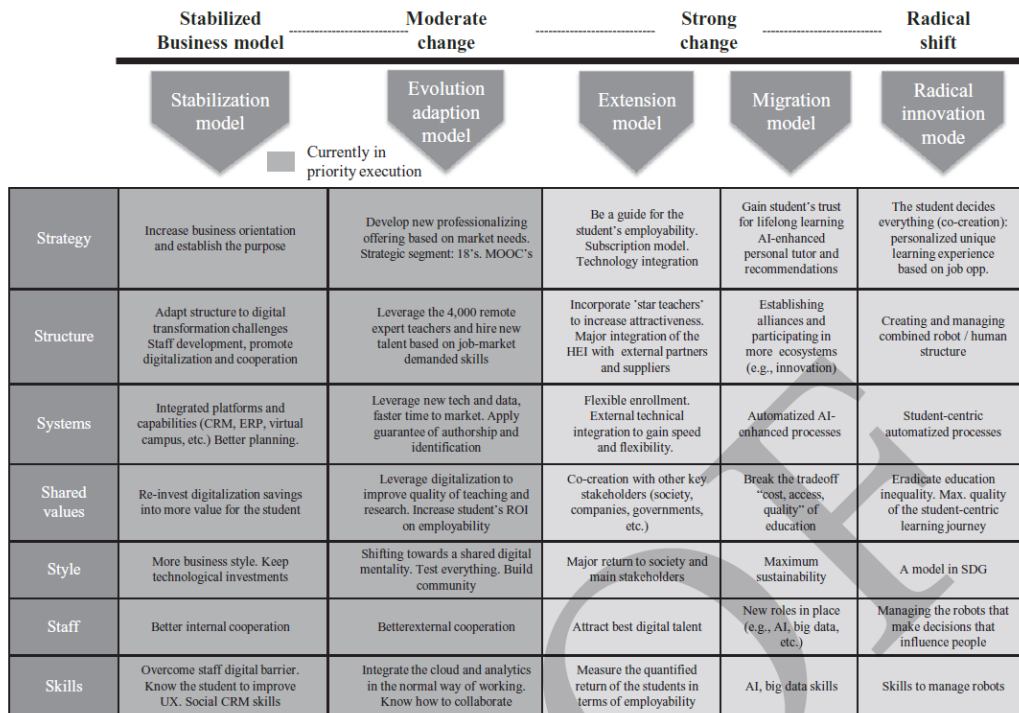 Stabilized
Business model
Moderate
change
Strong
change
Radical
shift
Stabilization
model
Evolution
adaption
model
Extension
model
Migration
model
Radical
innovation
mode
Currently in
priority execution
Strategy
Increase business orientation
and establish the purpose
Develop new professionalizing
offering based on market needs.
Strategic segment: 18's. MOOC's
Be a guide for the
student's employability.
Subscription model.
Technology integration
Gain student's trust
for lifelong learning
AI-enhanced
personal tutor and
recommendations
The student decides
everything (co-creation):
personalized unique
learning experience
based on job opp.
Structure
Adapt structure to digital
transformation challenges
Staff development, promote
digitalization and cooperation
Leverage the 4,000 remote
expert teachers and hire new
talent based on job-market
demanded skills
Incorporate 'star teachers'
to increase attractiveness.
Major integration of the
HEI with external partners
and suppliers
Establishing
alliances and
participating in
more ecosystems
(e.g., innovation)
Creating and managing
combined robot / human
structure
Systems
Integrated platforms and
capabilities (CRM, ERP, virtual
campus, etc.) Better planning.
Leverage new tech and data,
faster time to market. Apply
guarantee of authorship and
identification
Flexible enrollment.
External technical
integration to gain speed
and flexibility.
Automatized AI-
enhanced processes
Student-centric
automatized processes
Shared
values
Re-invest digitalization savings
into more value for the student
Leverage digitalization to
improve quality of teaching and
research. Increase student's ROI
on employability
Co-creation with other key
stakeholders (society,
companies, governments,
etc.)
Break the tradeoff
"cost, access,
quality" of
education
Eradicate education
inequality. Max. quality
of the student-centric
learning journey
Style
More business style. Keep
technological investments
Shifting towards a shared digital
mentality. Test everything. Build
community
Major return to society and
main stakeholders
Maximum
sustainability
A model in SDG
Staff
Better internal cooperation
Betterexternal cooperation
Attract best digital talent
New roles in place
(e.g., AI, big data,
etc.)
Managing the robots that
make decisions that
influence people
Skills
Overcome staff digital barrier.
Know the student to improve
UX. Social CRM skills
Integrate the cloud and analytics
in the normal way of working.
Know how to collaborate
Measure the quantified
return of the students in
terms of employability
AI, big data skills
Skills to manage robots